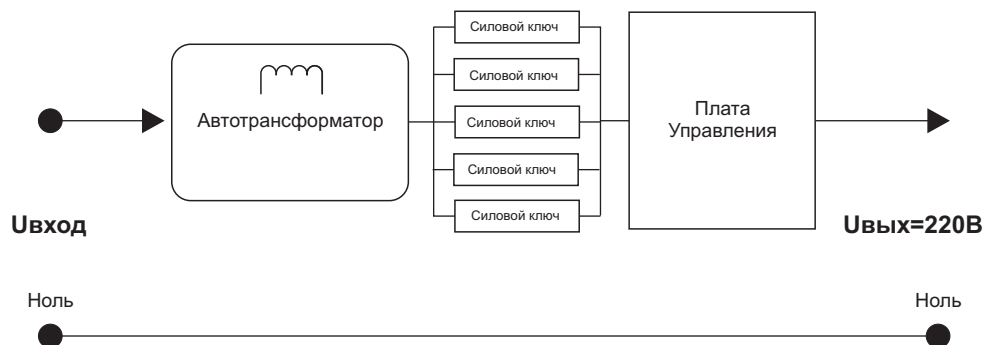 Силовой ключ
Силовой ключ
Автотрансформатор
Силовой ключ
Плата
Управления
Силовой ключ
Силовой ключ
Uвход
Uвых=220В
Ноль
Ноль